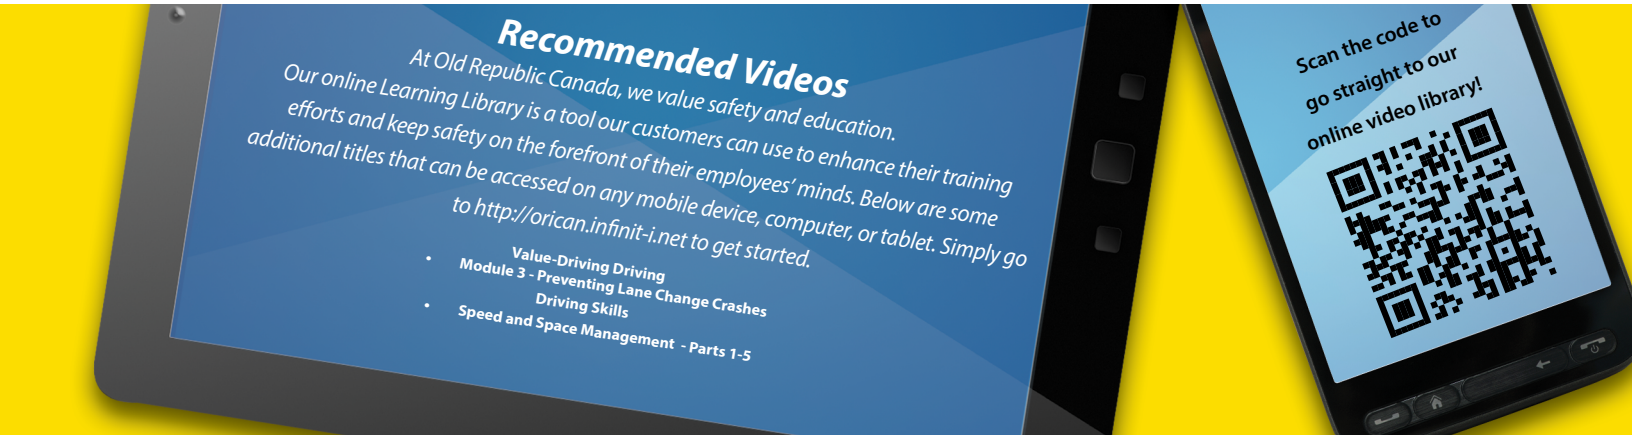 Recommended Videos
At Old Republic Canada, we value safety and education.
Our online Learning Library is a tool our customers can use to enhance their training
efforts and keep safety on the forefront of their employees' minds. Below are some
additional titles that can be accessed on any mobile device, computer, or tablet. Simply go
to http://orican.infinit-i.net to get started.
Value-Driving Driving
• Module 3 - Preventing Lane Change Crashes
Driving Skills
• Speed and Space Management - Parts 1-5
Scan the code to
go straight to our
online video library!